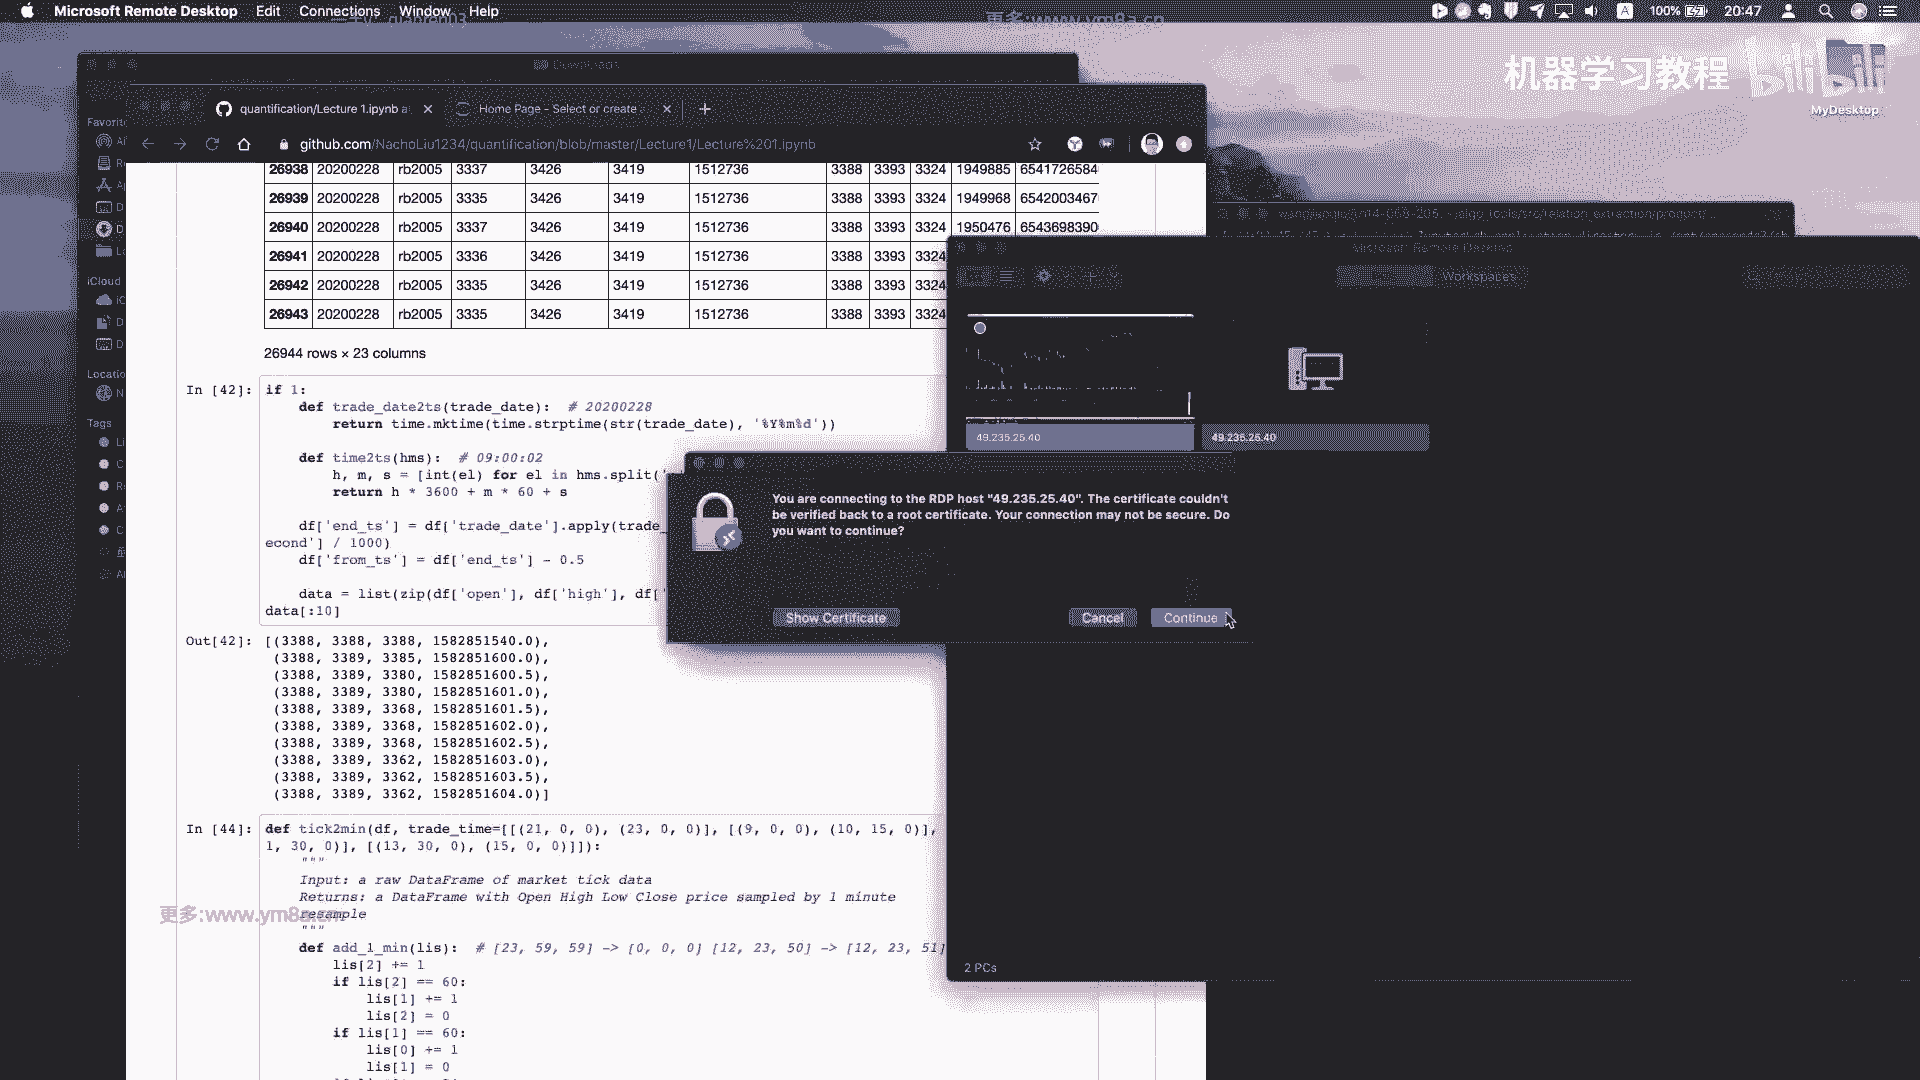 Microsoft Remote Desktop Edit Connections Window Help
100% 20:47
更多:www.ym8a.cn
机器学习教程 bilibili
MyDesktop
Downloads
quantification/Lecture 1.ipynb a
Home Page - Select or create
github.com/NachoLiu1234/quantification/blob/master/Lecture1/Lecture%201.ipynb
Favorite
iCloud
Locatio
Tags
26938 20200228 rb2005 3337 3426 3419 1512736 3388 3393 3324 1949885 6541726584
26939 20200228 rb2005 3335 3426 3419 1512736 3388 3393 3324 1949968 6542003467
26940 20200228 rb2005 3337 3426 3419 1512736 3388 3393 3324 1950476 6543698390
26941 20200228 rb2005 3336 3426 3419 1512736 3388 3393 3324
26942 20200228 rb2005 3335 3426 3419 1512736 3388 3393 3324
26943 20200228 rb2005 3335 3426 3419 1512736 3388 3393 3324
26944 rows × 23 columns
In [42]: if 1:
def trade_date2ts(trade_date):  # 20200228
return time.mktime(time.strptime(str(trade_date), '%Y%m%d'))
def time2ts(hms):  # 09:00:02
h, m, s = [int(el) for el in hms.split('
return h * 3600 + m * 60 + s
df['end_ts'] = df['trade_date'].apply(trade_
econd'] / 1000)
df['from_ts'] = df['end_ts'] - 0.5
data = list(zip(df['open'], df['high'], df['
data[:10]
Out[42]: [(3388, 3388, 3388, 1582851540.0),
(3388, 3389, 3385, 1582851600.0),
(3388, 3389, 3380, 1582851600.5),
(3388, 3389, 3380, 1582851601.0),
(3388, 3389, 3368, 1582851601.5),
(3388, 3389, 3368, 1582851602.0),
(3388, 3389, 3368, 1582851602.5),
(3388, 3389, 3362, 1582851603.0),
(3388, 3389, 3362, 1582851603.5),
(3388, 3389, 3362, 1582851604.0)]
In [44]: def tick2min(df, trade_time=[[(21, 0, 0), (23, 0, 0)], [(9, 0, 0), (10, 15, 0)],
1, 30, 0)], [(13, 30, 0), (15, 0, 0)]]):
"""
Input: a raw DataFrame of market tick data
Returns: a DataFrame with Open High Low Close price sampled by 1 minute
resample
"""
更多:www.ym8a.cn
def add_1_min(lis):  # [23, 59, 59] -> [0, 0, 0] [12, 23, 50] -> [12, 23, 51]
lis[2] += 1
if lis[2] == 60:
lis[1] += 1
lis[2] = 0
if lis[1] == 60:
lis[0] += 1
lis[1] = 0
Microsoft Remote Desktop
Workspaces
49.235.25.40
49.235.25.40
You are connecting to the RDP host "49.235.25.40". The certificate couldn't
be verified back to a root certificate. Your connection may not be secure. Do
you want to continue?
Show Certificate Cancel Continue
2 PCs